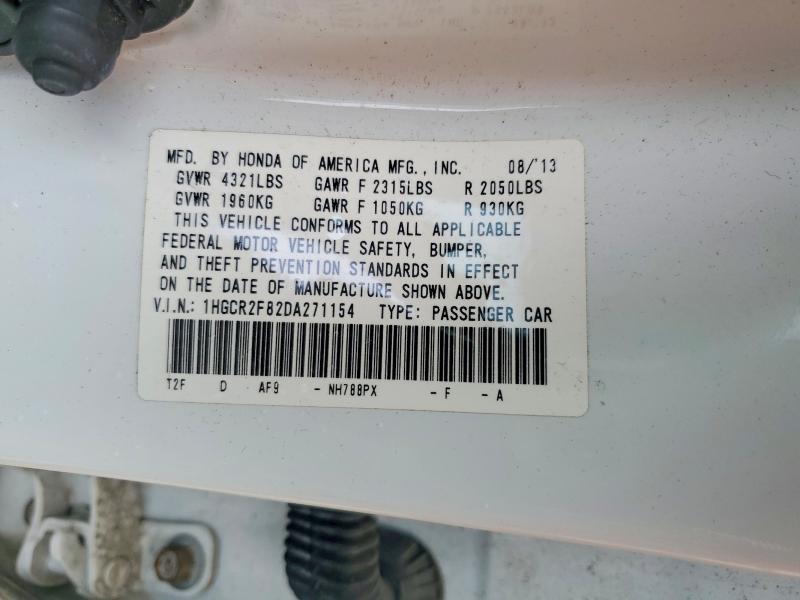 MFD. BY HONDA OF AMERICA MFG., INC. 08/'13
GVWR 4321LBS GAWR F 2315LBS R 2050LBS
GVWR 1960KG GAWR F 1050KG R 930KG
THIS VEHICLE CONFORMS TO ALL APPLICABLE
FEDERAL MOTOR VEHICLE SAFETY, BUMPER,
AND THEFT PREVENTION STANDARDS IN EFFECT
ON THE DATE OF MANUFACTURE SHOWN ABOVE.
V.I.N.: 1HGCR2F82DA271154 TYPE: PASSENGER CAR
T2F D AF9 - NH788PX - F - A